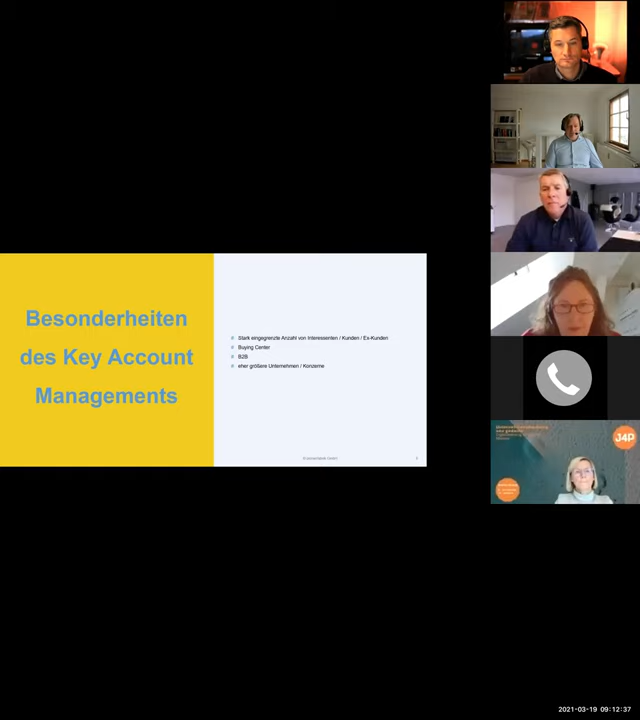 Besonderheiten
des Key Account
Managements
# Stark eingegrenzte Anzahl von Interessenten / Kunden / Ex-Kunden
# Buying Center
# B2B
# eher größere Unternehmen / Konzerne
J4P
2021-03-19 09:12:37